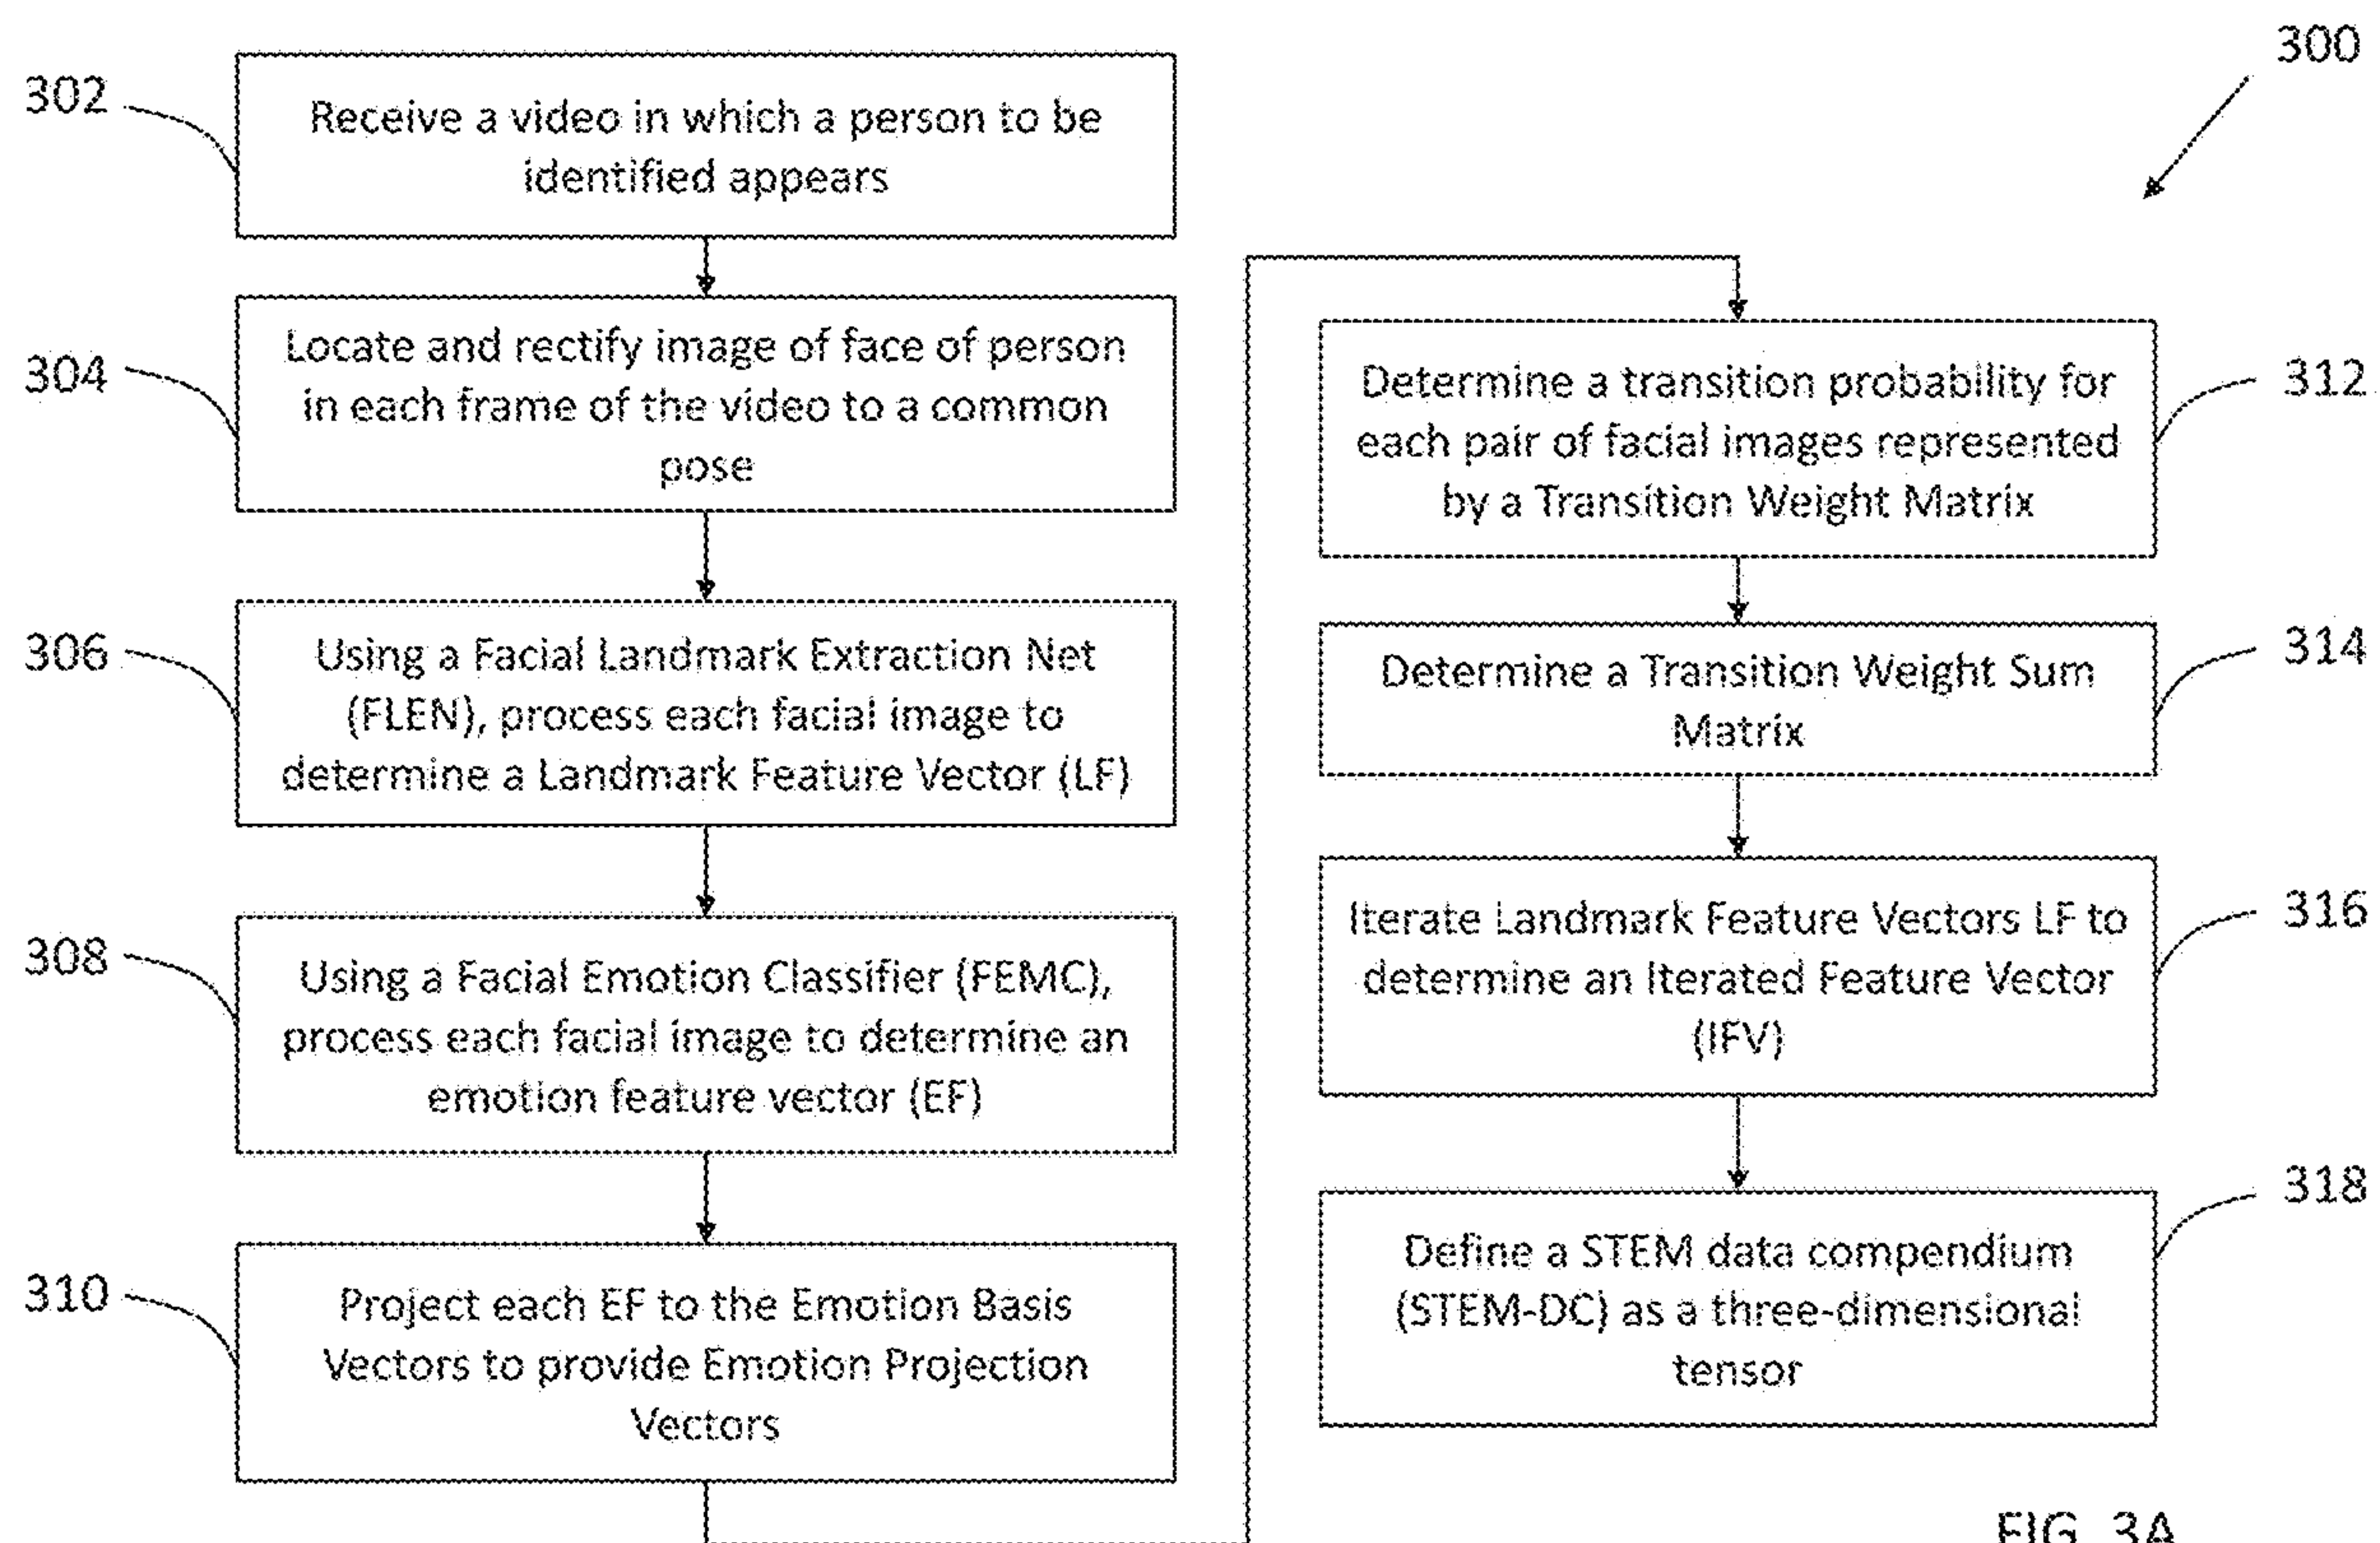 300
302
Receive a video in which a person to be
identified appears
304
Locate and rectify image of face of person
in each frame of the video to a common
pose
306
Using a Facial Landmark Extraction Net
(FLEN), process each facial image to
determine a Landmark Feature Vector (LF)
308
Using a Facial Emotion Classifier (FEMC),
process each facial image to determine an
emotion feature vector (EF)
310
Project each EF to the Emotion Basis
Vectors to provide Emotion Projection
Vectors
312
Determine a transition probability for
each pair of facial images represented
by a Transition Weight Matrix
314
Determine a Transition Weight Sum
Matrix
316
Iterate Landmark Feature Vectors LF to
determine an Iterated Feature Vector
(IFV)
318
Define a STEM data compendium
(STEM-DC) as a three-dimensional
tensor
FIG. 3A